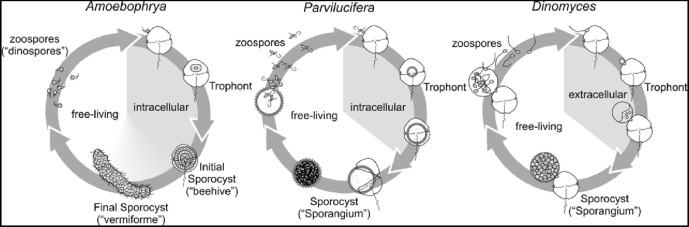 Amoebophrya
zoospores
("dinospores")
Trophont
free-living
intracellular
Initial
Sporocyst
("beehive")
Final Sporocyst
("vermiforme")
Parvilucifera
zoospores
Trophont
free-living
intracellular
Sporocyst
("Sporangium")
Dinomyces
zoospores
Trophont
extracellular
free-living
Sporocyst
("Sporangium")